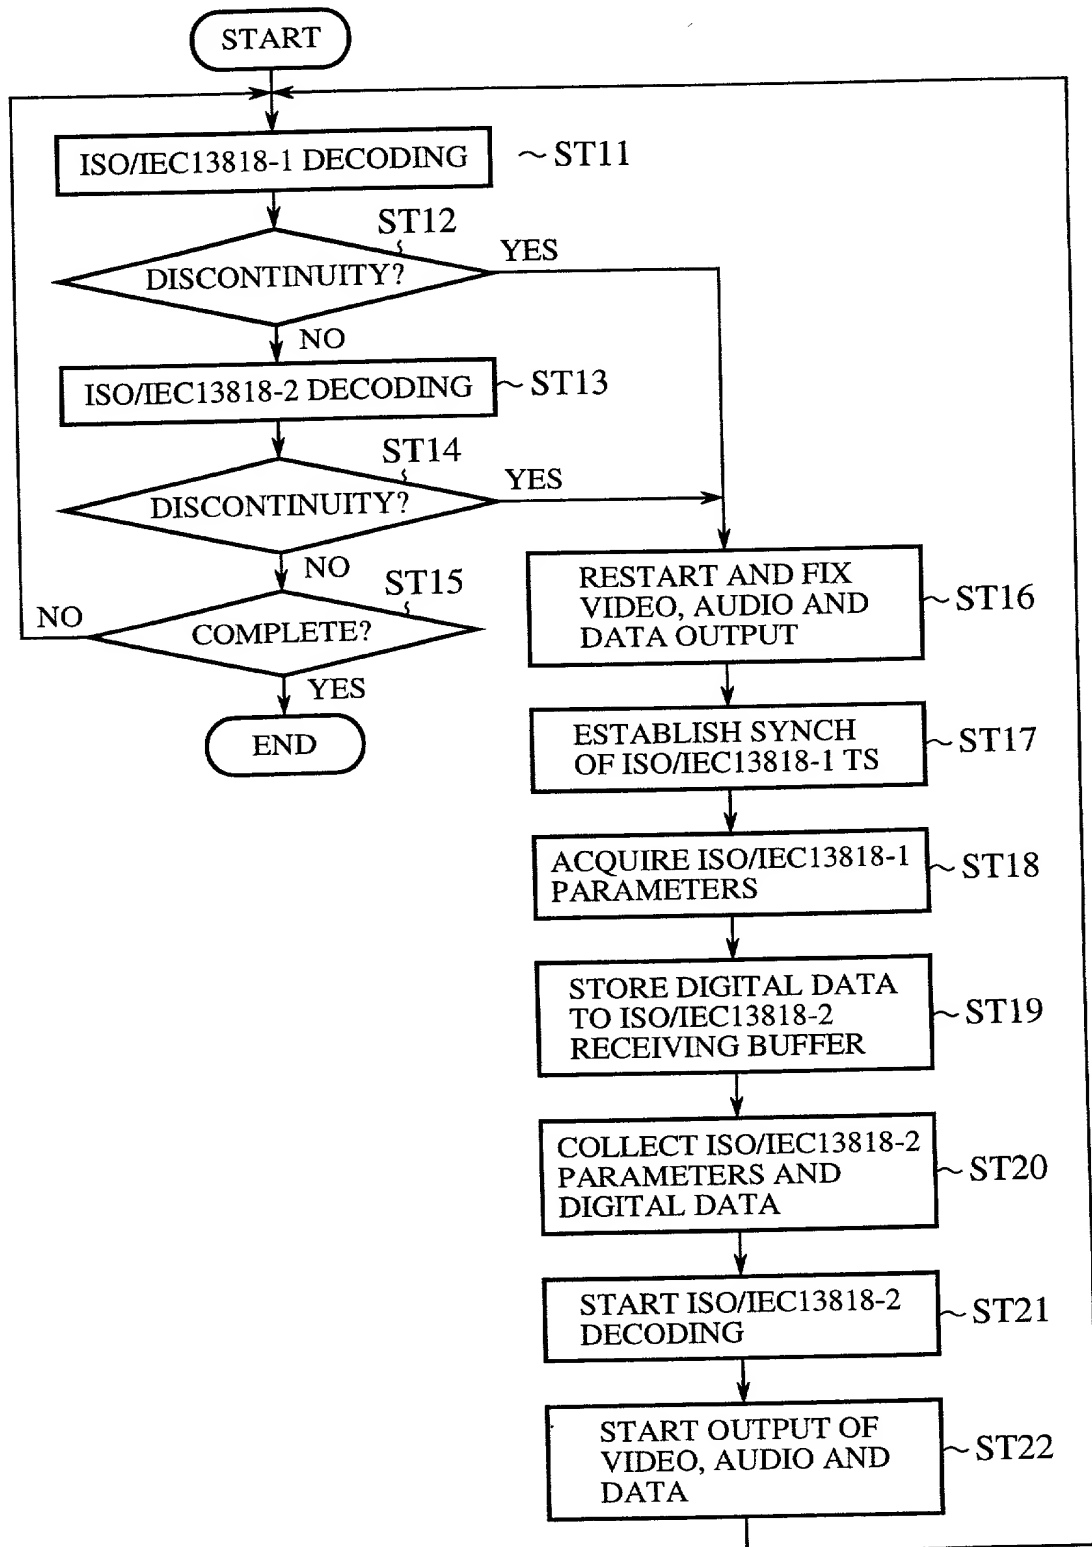 START
ISO/IEC13818-1 DECODING
~ST11
ST12
DISCONTINUITY?
YES
NO
ISO/IEC13818-2 DECODING
~ST13
ST14
DISCONTINUITY?
YES
NO
ST15
COMPLETE?
NO
YES
END
RESTART AND FIX
VIDEO, AUDIO AND
DATA OUTPUT
~ST16
ESTABLISH SYNCH
OF ISO/IEC13818-1 TS
~ST17
ACQUIRE ISO/IEC13818-1
PARAMETERS
~ST18
STORE DIGITAL DATA
TO ISO/IEC13818-2
RECEIVING BUFFER
~ST19
COLLECT ISO/IEC13818-2
PARAMETERS AND
DIGITAL DATA
~ST20
START ISO/IEC13818-2
DECODING
~ST21
START OUTPUT OF
VIDEO, AUDIO AND
DATA
~ST22